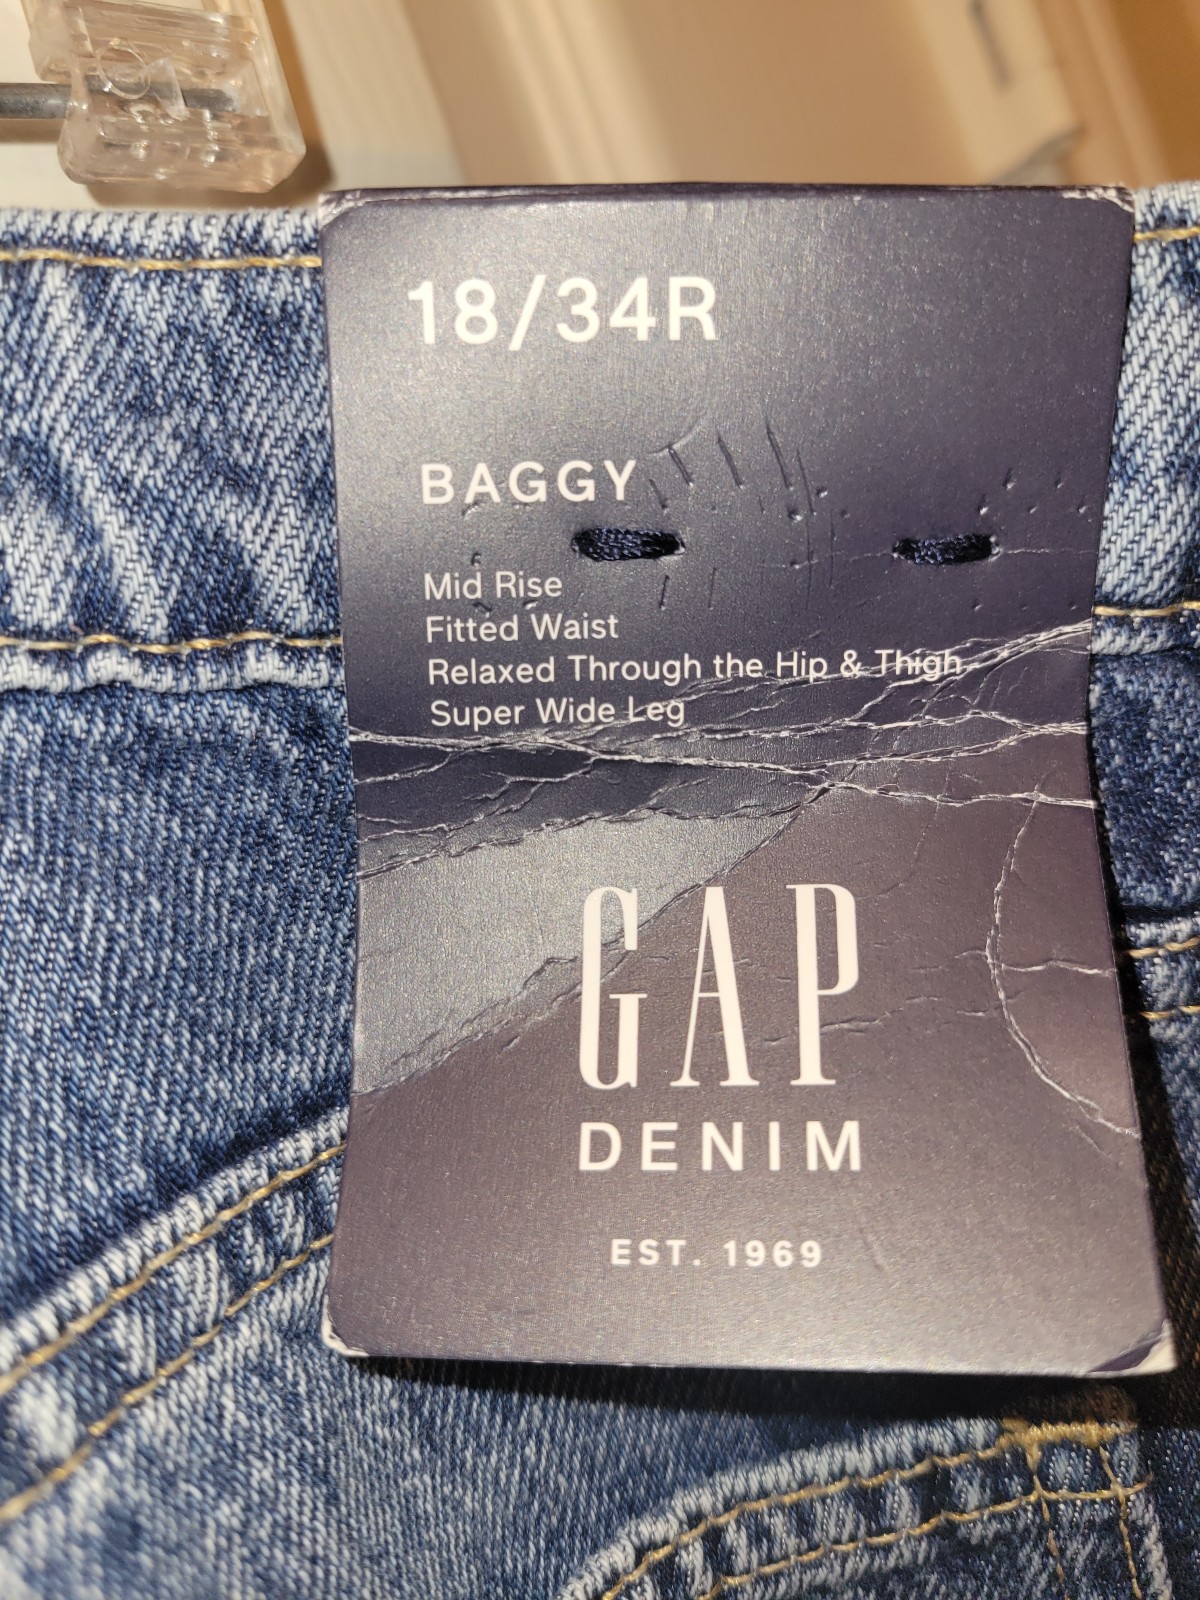 18/34R
BAGGY
Mid Rise
Fitted Waist
Relaxed Through the Hip & Thigh
Super Wide Leg
GAP
DENIM
EST. 1969